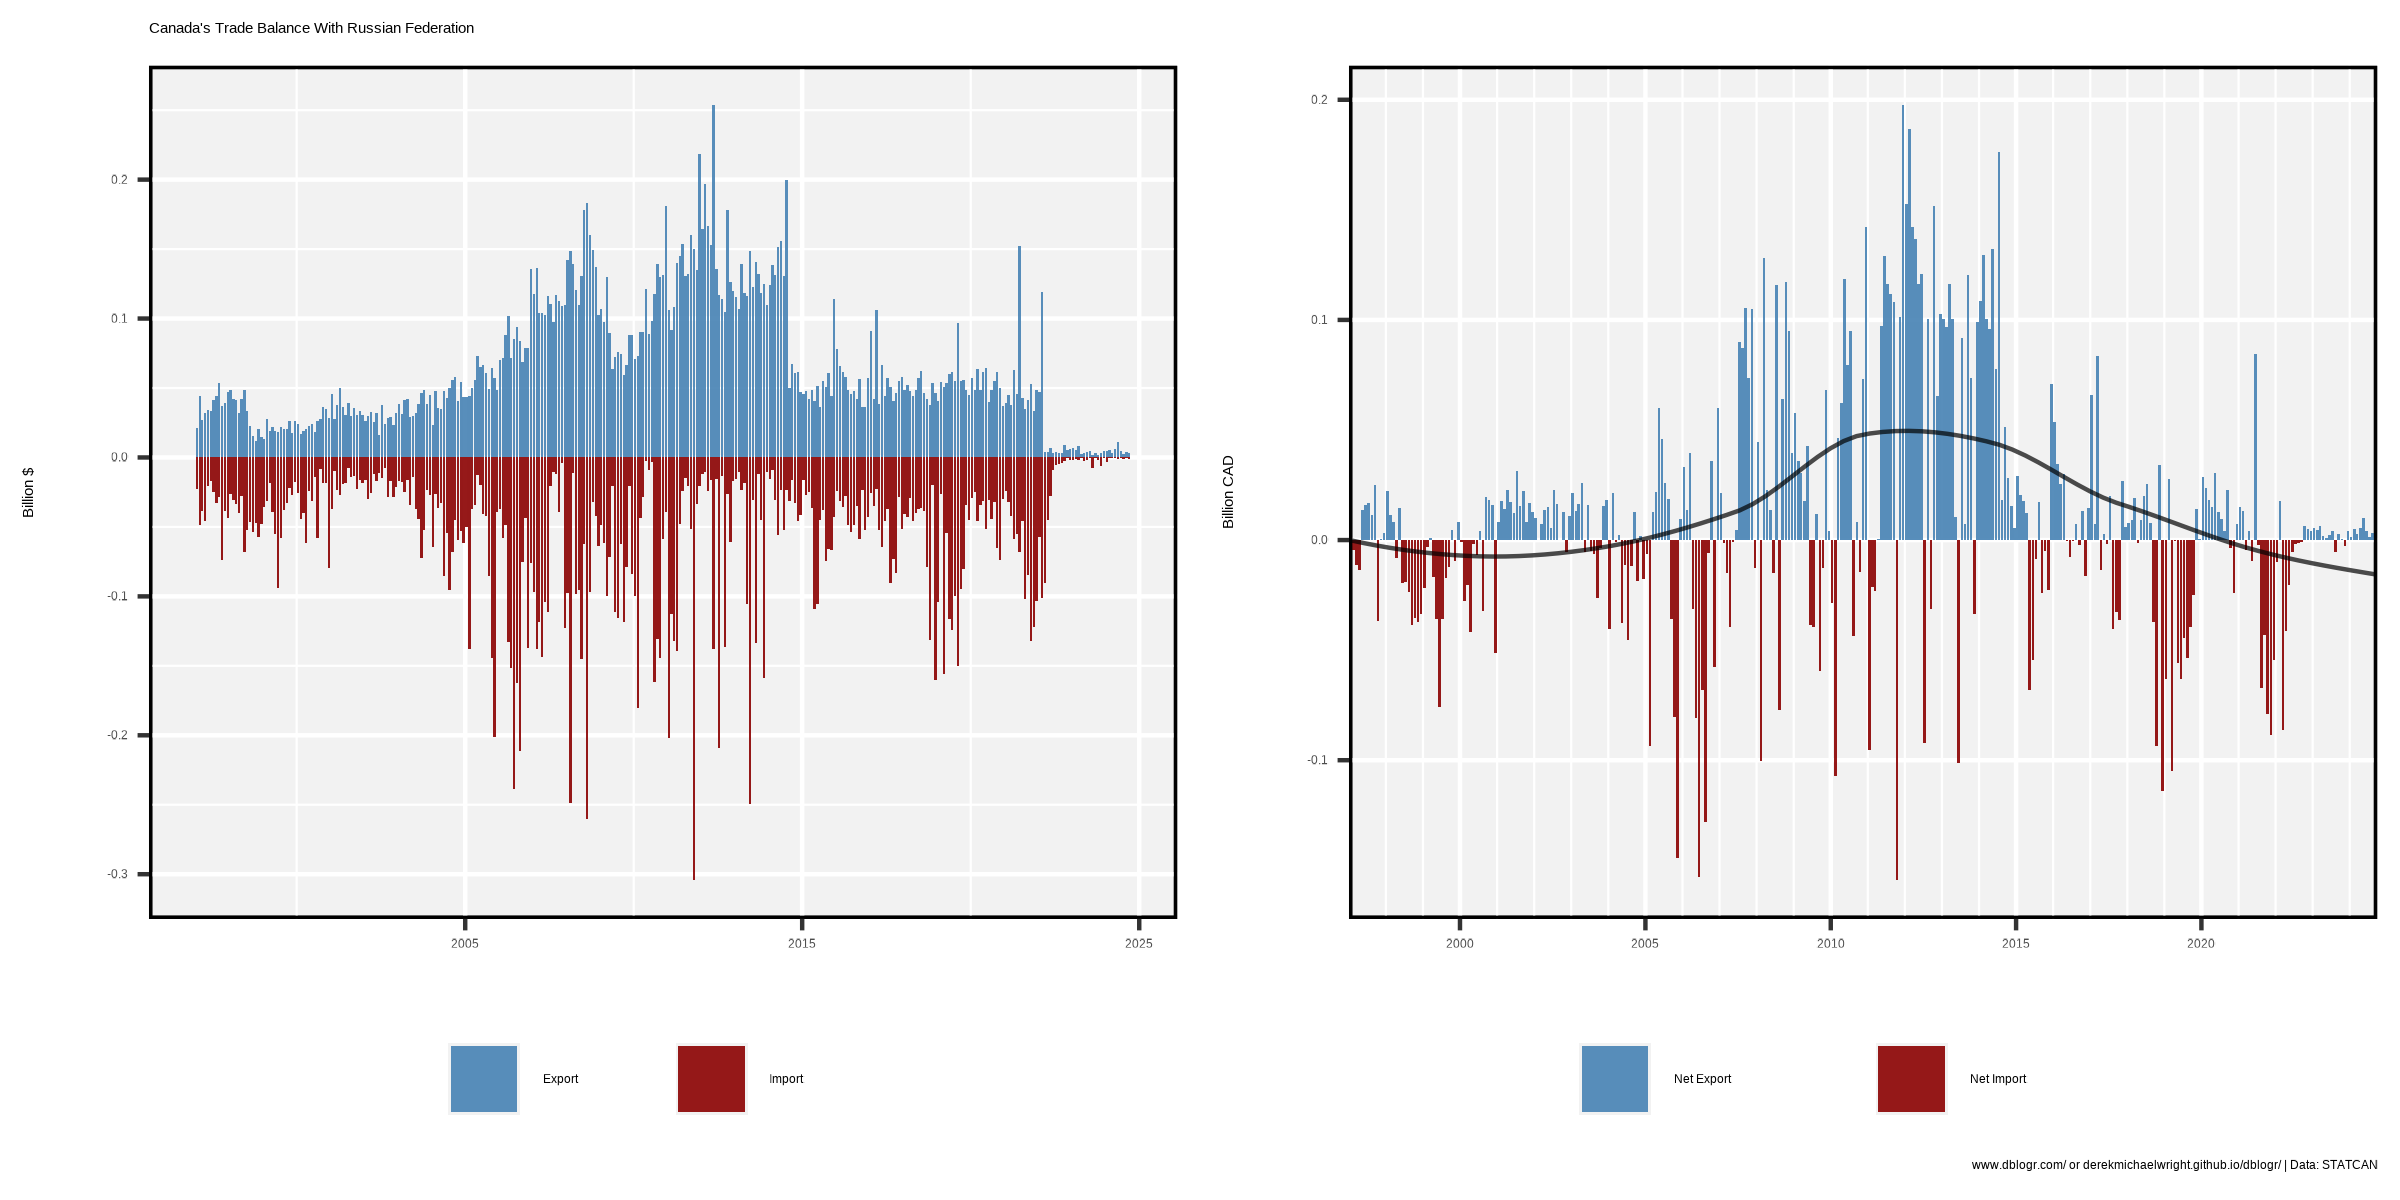 Canada's Trade Balance With Russian Federation
Billion $
0.2
0.1
0.0
-0.1
-0.2
-0.3
2005
2015
2025
Export
Import
Billion CAD
0.2
0.1
0.0
-0.1
2000
2005
2010
2015
2020
Net Export
Net Import
www.dblogr.com/ or derekmichaelwright.github.io/dblogr/ | Data: STATCAN